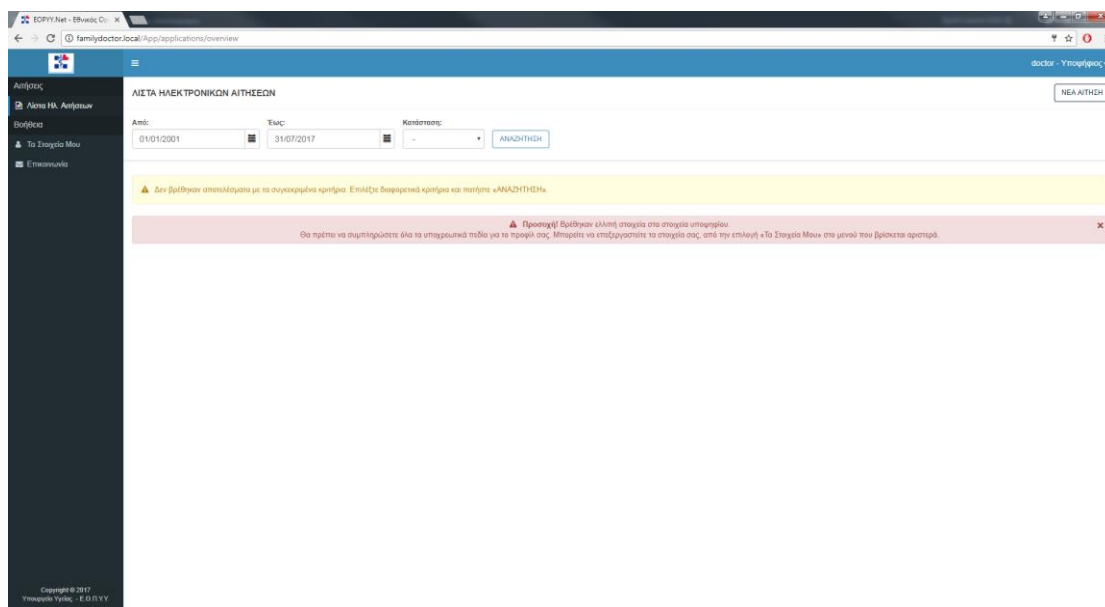 EOPYY.Net - Εθνικός Ορ
familydoctor.local/App/applications/overview
doctor - Υποψήφιος
Αιτήσεις
Λίστα Ηλ. Αιτήσεων
Βοήθεια
Τα Στοιχεία Μου
Επικοινωνία
ΛΙΣΤΑ ΗΛΕΚΤΡΟΝΙΚΩΝ ΑΙΤΗΣΕΩΝ
ΝΕΑ ΑΙΤΗΣΗ
Από: Έως: Κατάσταση:
01/01/2001 31/07/2017 - ΑΝΑΖΗΤΗΣΗ
Δεν βρέθηκαν αποτελέσματα με τα συγκεκριμένα κριτήρια. Επιλέξτε διαφορετικά κριτήρια και πατήστε «ΑΝΑΖΗΤΗΣΗ».
Προσοχή! Βρέθηκαν ελλιπή στοιχεία στα στοιχεία υποψηφίου.
Θα πρέπει να συμπληρώσετε όλα τα υποχρεωτικά πεδία για το προφίλ σας. Μπορείτε να επεξεργαστείτε τα στοιχεία σας, από την επιλογή «Τα Στοιχεία Μου» στο μενού που βρίσκεται αριστερά.
Copyright © 2017
Υπουργείο Υγείας - Ε.Ο.Π.Υ.Υ.